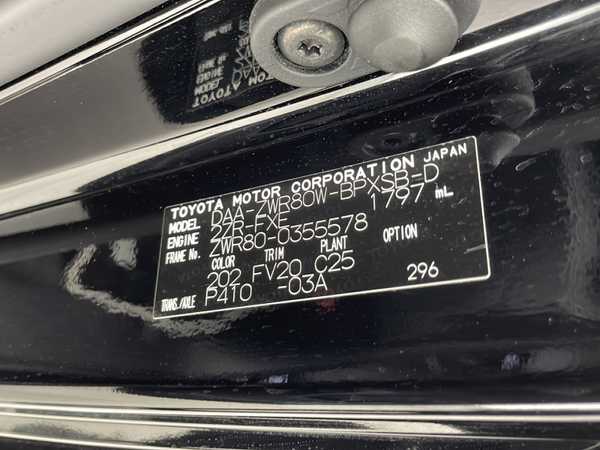 TOYOTA MOTOR CORPORATION JAPAN
MODEL DAA-ZWR80W-BPXSB-D
ENGINE 2ZR-FXE 1797 mL
FRAME No. ZWR80-0355578
COLOR TRIM PLANT OPTION
202 FV20 C25
TRANS./AXLE P410 -03A 296